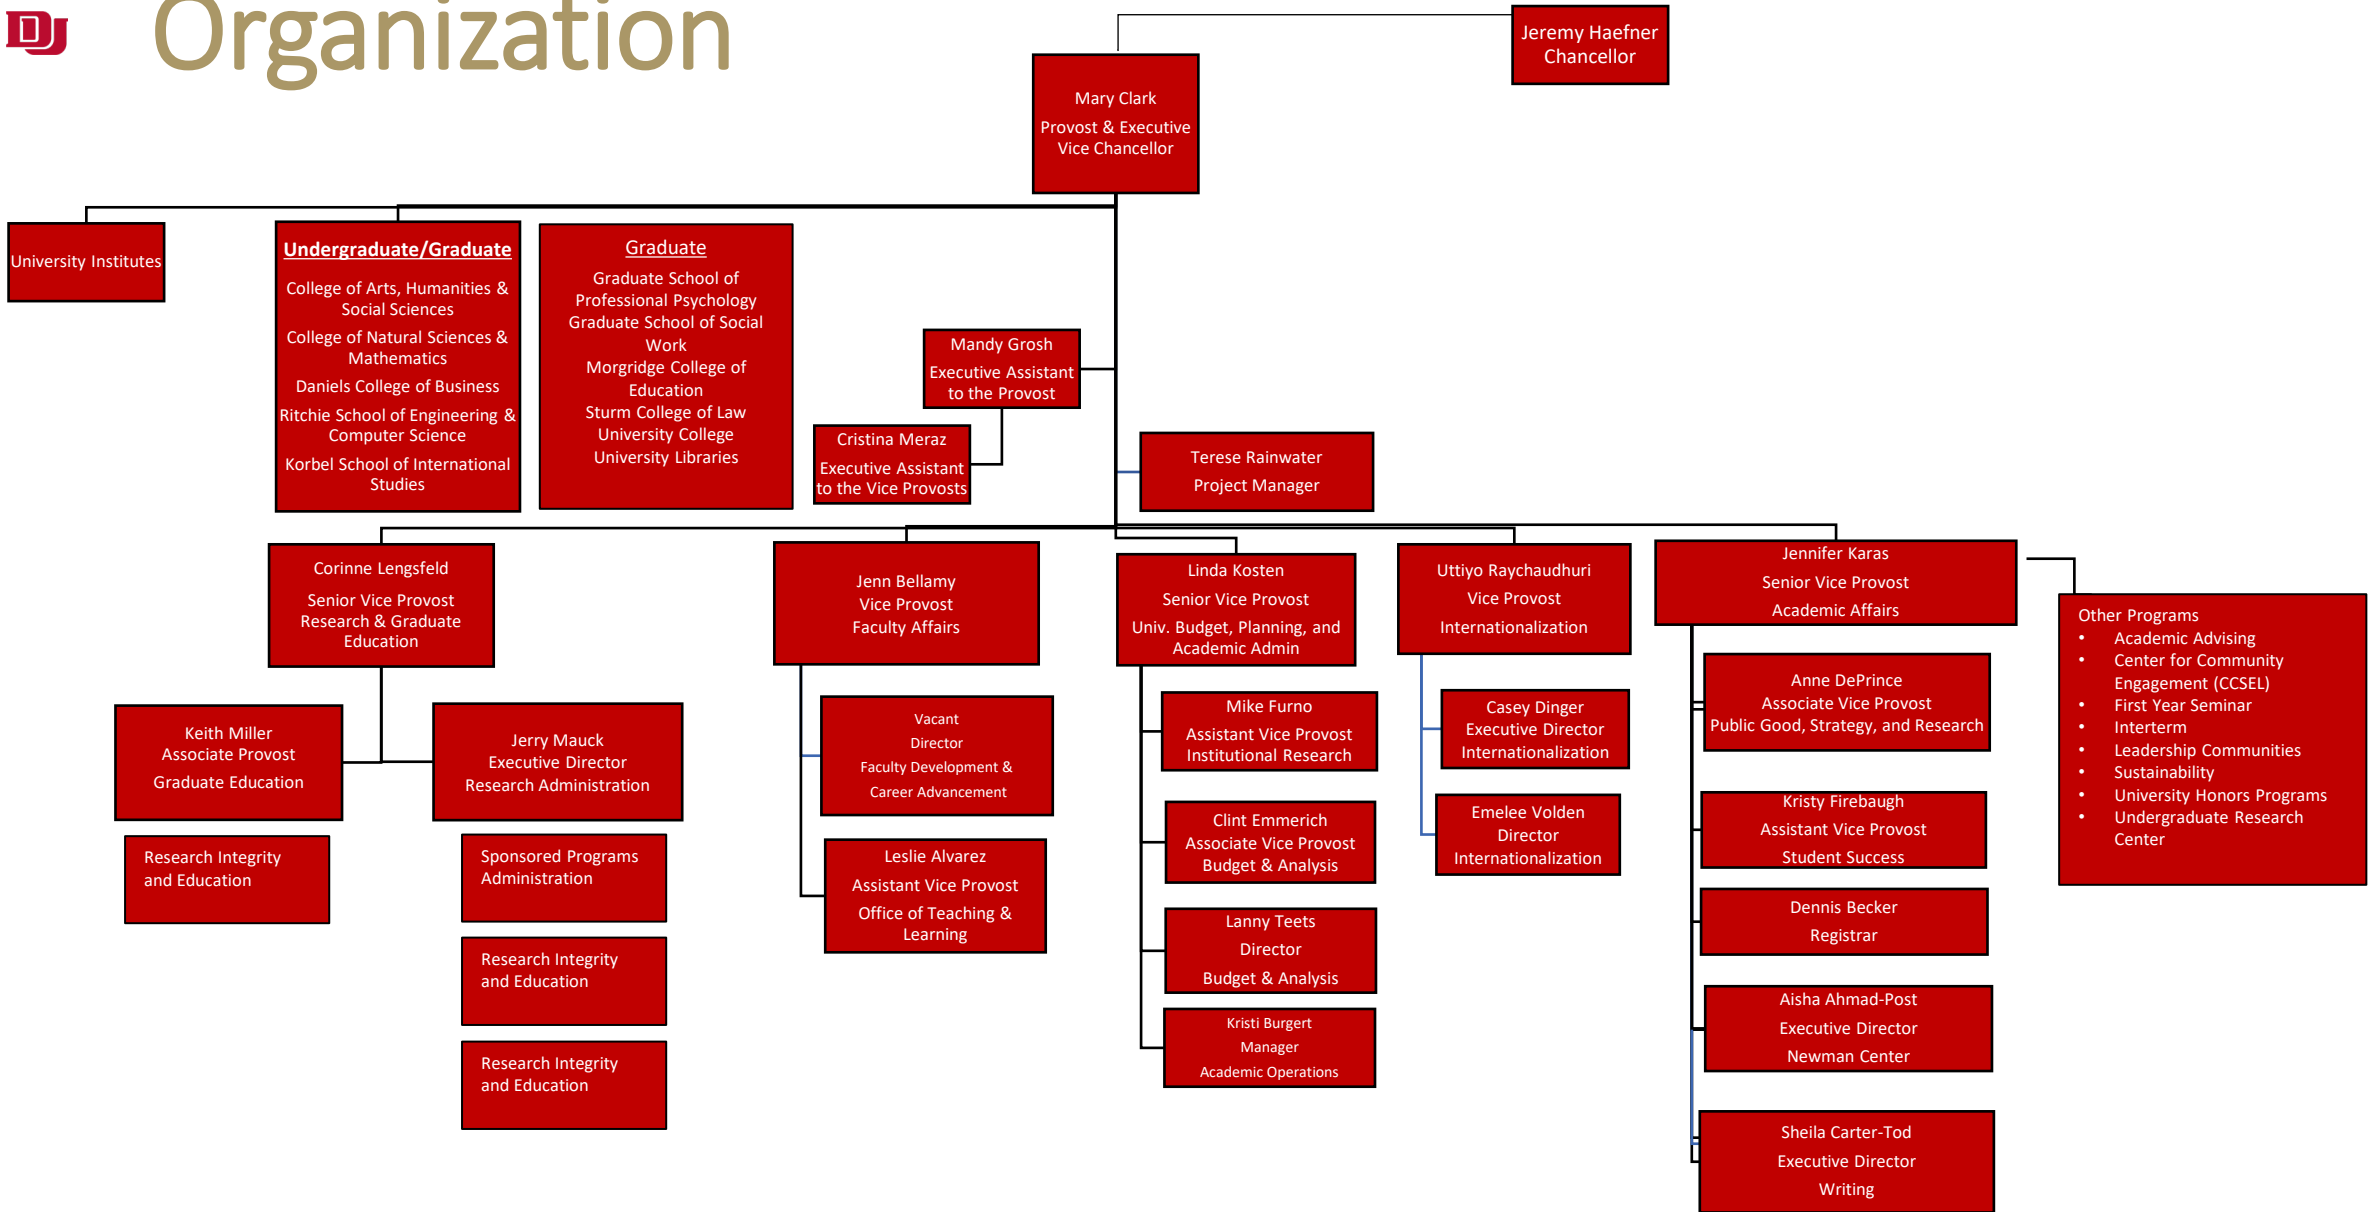 DU
Organization
Jeremy Haefner
Chancellor
Mary Clark
Provost & Executive
Vice Chancellor
University Institutes
Undergraduate/Graduate
College of Arts, Humanities &
Social Sciences
College of Natural Sciences &
Mathematics
Daniels College of Business
Ritchie School of Engineering &
Computer Science
Korbel School of International
Studies
Graduate
Graduate School of
Professional Psychology
Graduate School of Social
Work
Morgridge College of
Education
Sturm College of Law
University College
University Libraries
Mandy Grosh
Executive Assistant
to the Provost
Cristina Meraz
Executive Assistant
to the Vice Provosts
Terese Rainwater
Project Manager
Corinne Lengsfeld
Senior Vice Provost
Research & Graduate
Education
Keith Miller
Associate Provost
Graduate Education
Research Integrity
and Education
Jerry Mauck
Executive Director
Research Administration
Sponsored Programs
Administration
Research Integrity
and Education
Research Integrity
and Education
Jenn Bellamy
Vice Provost
Faculty Affairs
Vacant
Director
Faculty Development &
Career Advancement
Leslie Alvarez
Assistant Vice Provost
Office of Teaching &
Learning
Linda Kosten
Senior Vice Provost
Univ. Budget, Planning, and
Academic Admin
Mike Furno
Assistant Vice Provost
Institutional Research
Clint Emmerich
Associate Vice Provost
Budget & Analysis
Lanny Teets
Director
Budget & Analysis
Kristi Burgert
Manager
Academic Operations
Uttiyo Raychaudhuri
Vice Provost
Internationalization
Casey Dinger
Executive Director
Internationalization
Emelee Volden
Director
Internationalization
Jennifer Karas
Senior Vice Provost
Academic Affairs
Anne DePrince
Associate Vice Provost
Public Good, Strategy, and Research
Kristy Firebaugh
Assistant Vice Provost
Student Success
Dennis Becker
Registrar
Aisha Ahmad-Post
Executive Director
Newman Center
Sheila Carter-Tod
Executive Director
Writing
Other Programs
• Academic Advising
• Center for Community
Engagement (CCSEL)
• First Year Seminar
• Interterm
• Leadership Communities
• Sustainability
• University Honors Programs
• Undergraduate Research
Center